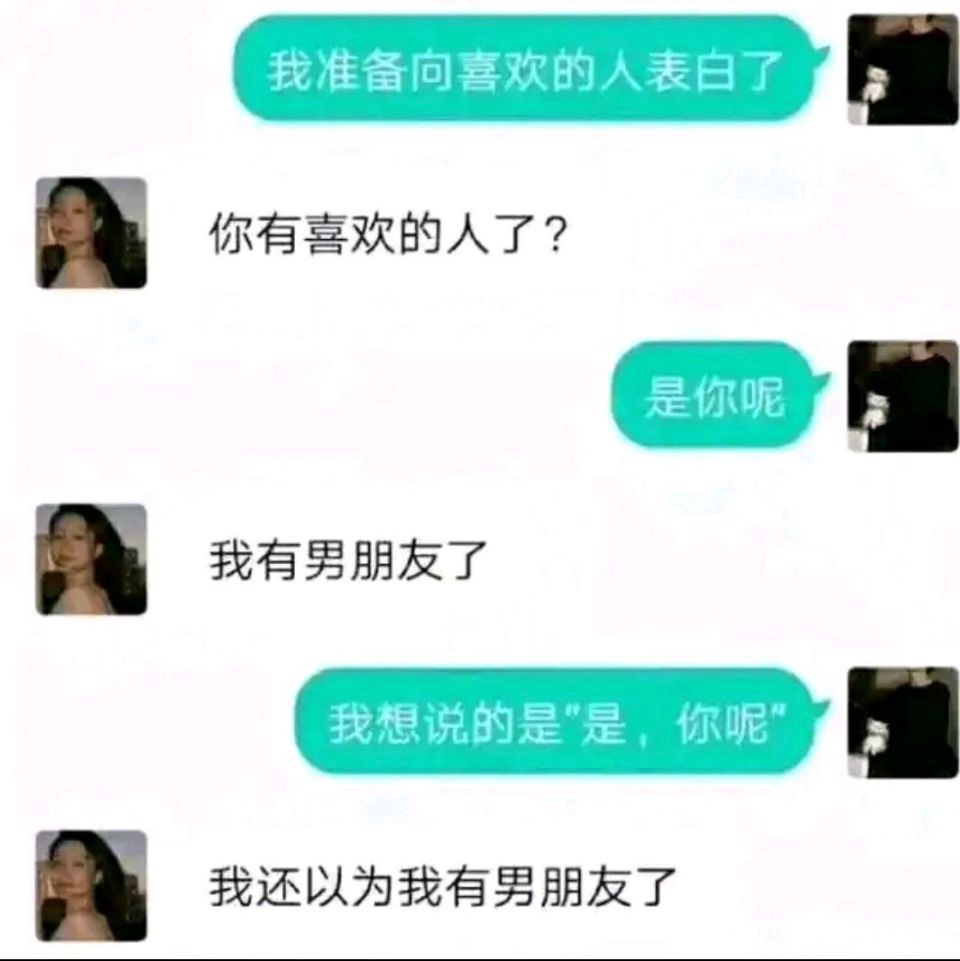 我准备向喜欢的人表白了
你有喜欢的人了？
是你呢
我有男朋友了
我想说的是"是，你呢"
我还以为我有男朋友了